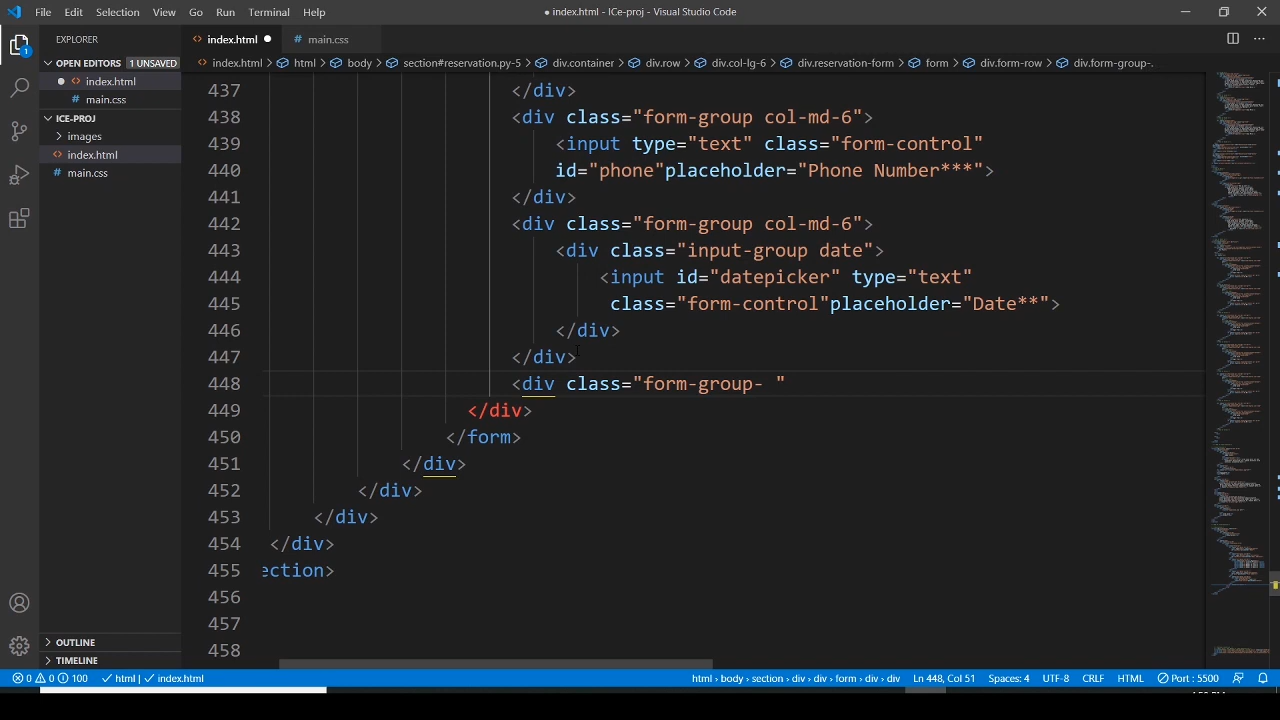 File Edit Selection View Go Run Terminal Help
● index.html - ICe-proj - Visual Studio Code
EXPLORER
index.html
main.css
OPEN EDITORS 1 UNSAVED
index.html
main.css
ICE-PROJ
images
index.html
main.css
OUTLINE
TIMELINE
index.html > html > body > section#reservation.py-5 > div.container > div.row > div.col-lg-6 > div.reservation-form > form > div.form-row > div.form-group-.
437 </div>
438 <div class="form-group col-md-6">
439 <input type="text" class="form-control"
440 id="phone"placeholder="Phone Number***">
441 </div>
442 <div class="form-group col-md-6">
443 <div class="input-group date">
444 <input id="datepicker" type="text"
445 class="form-control"placeholder="Date**">
446 </div>
447 </div>
448 <div class="form-group- "
449 </div>
450 </form>
451 </div>
452 </div>
453 </div>
454 </div>
455 ection>
456
457
458
0 0 100 html | index.html html › body › section › div › div › form › div › div Ln 448, Col 51 Spaces: 4 UTF-8 CRLF HTML Port : 5500